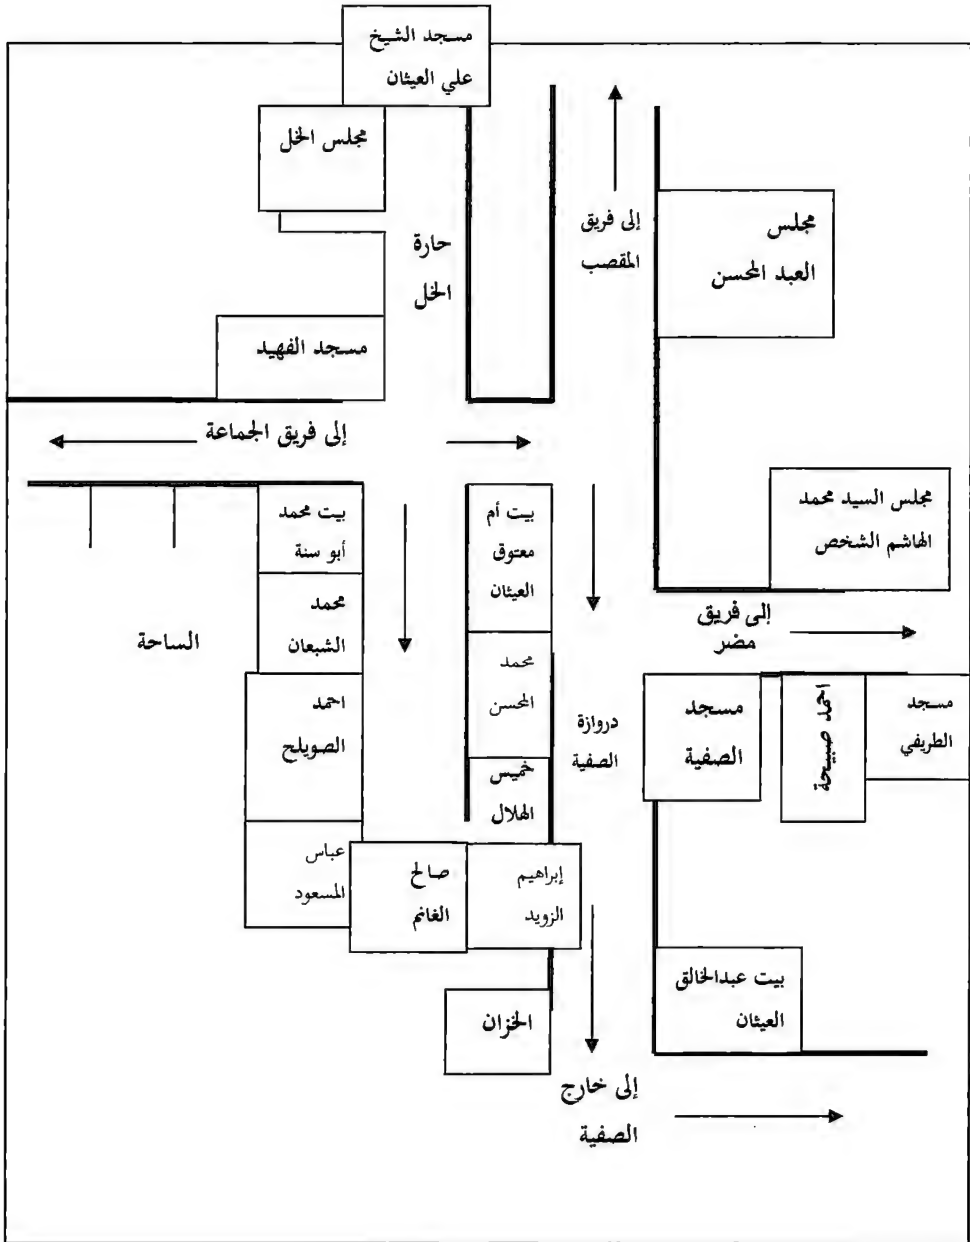 مسجد الشيخ
علي العيثان
مجلس الخل
إلى فريق
المقصب
مجلس
العبد المحسن
حارة
الخل
مسجد الفهيد
إلى فريق الجماعة
مجلس السيد محمد
الهاشم الشخص
بيت أم
معتوق
العيثان
بيت محمد
أبو سنة
محمد
الشبعان
الساحة
إلى فريق
مضر
محمد
المحسن
احمد
الصويلح
دروازة
الصفية
مسجد
الصفية
احمد صبيحة
مسجد
الطريفي
خميس
الهلال
عباس
المسعود
صالح
الغانم
إبراهيم
الزويد
بيت عبدالخالق
العيثان
الخزان
إلى خارج
الصفية